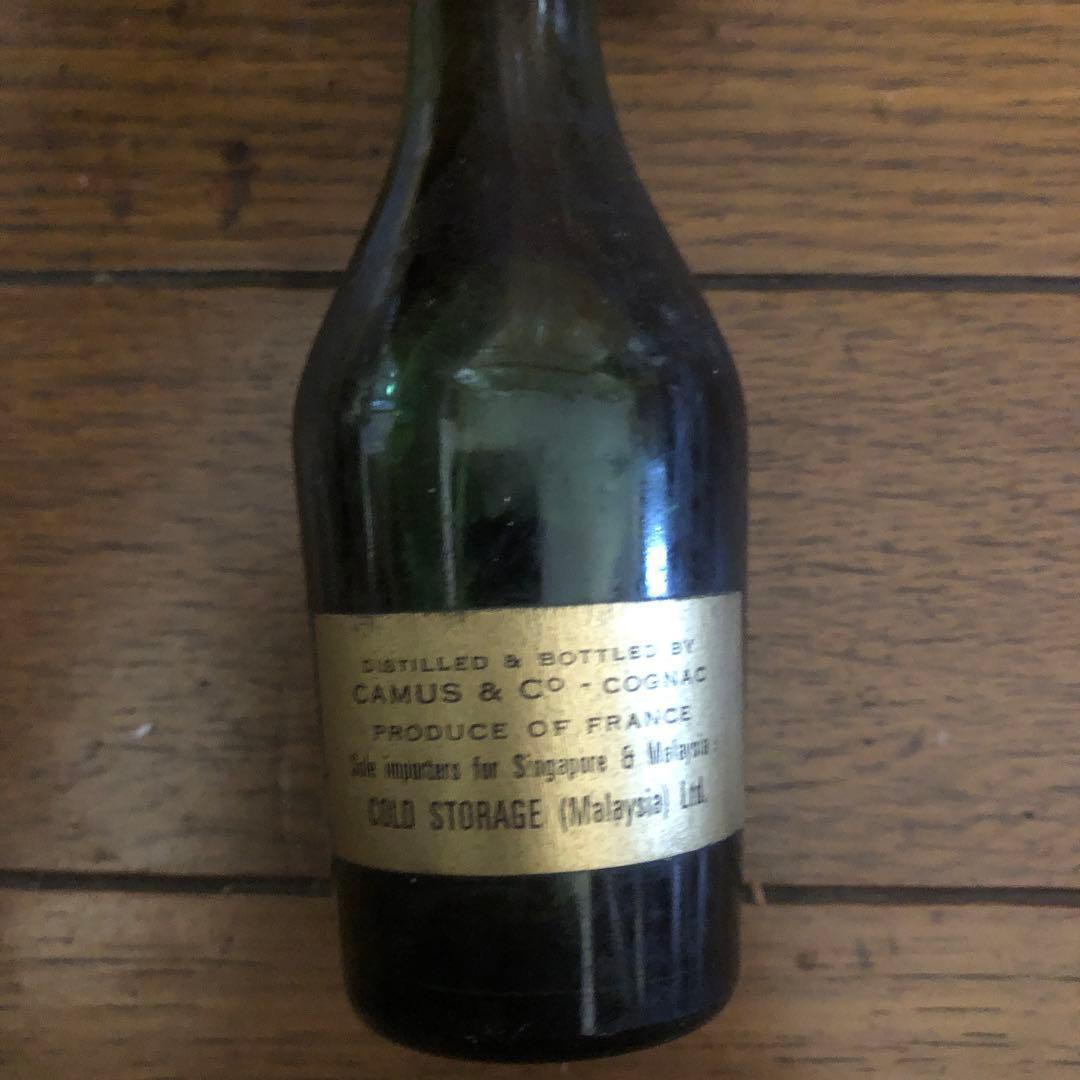 DISTILLED & BOTTLED BY
CAMUS & Cº - COGNAC
PRODUCE OF FRANCE
Sole importers for Singapore & Malaysia :
COLD STORAGE (Malaysia) Ltd.